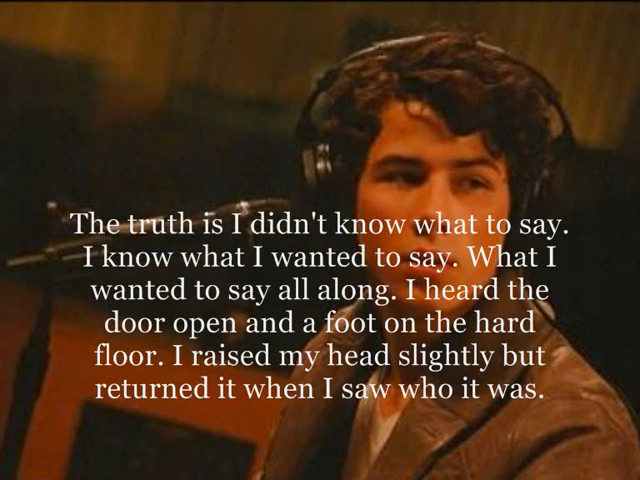 The truth is I didn't know what to say.
I know what I wanted to say. What I
wanted to say all along. I heard the
door open and a foot on the hard
floor. I raised my head slightly but
returned it when I saw who it was.